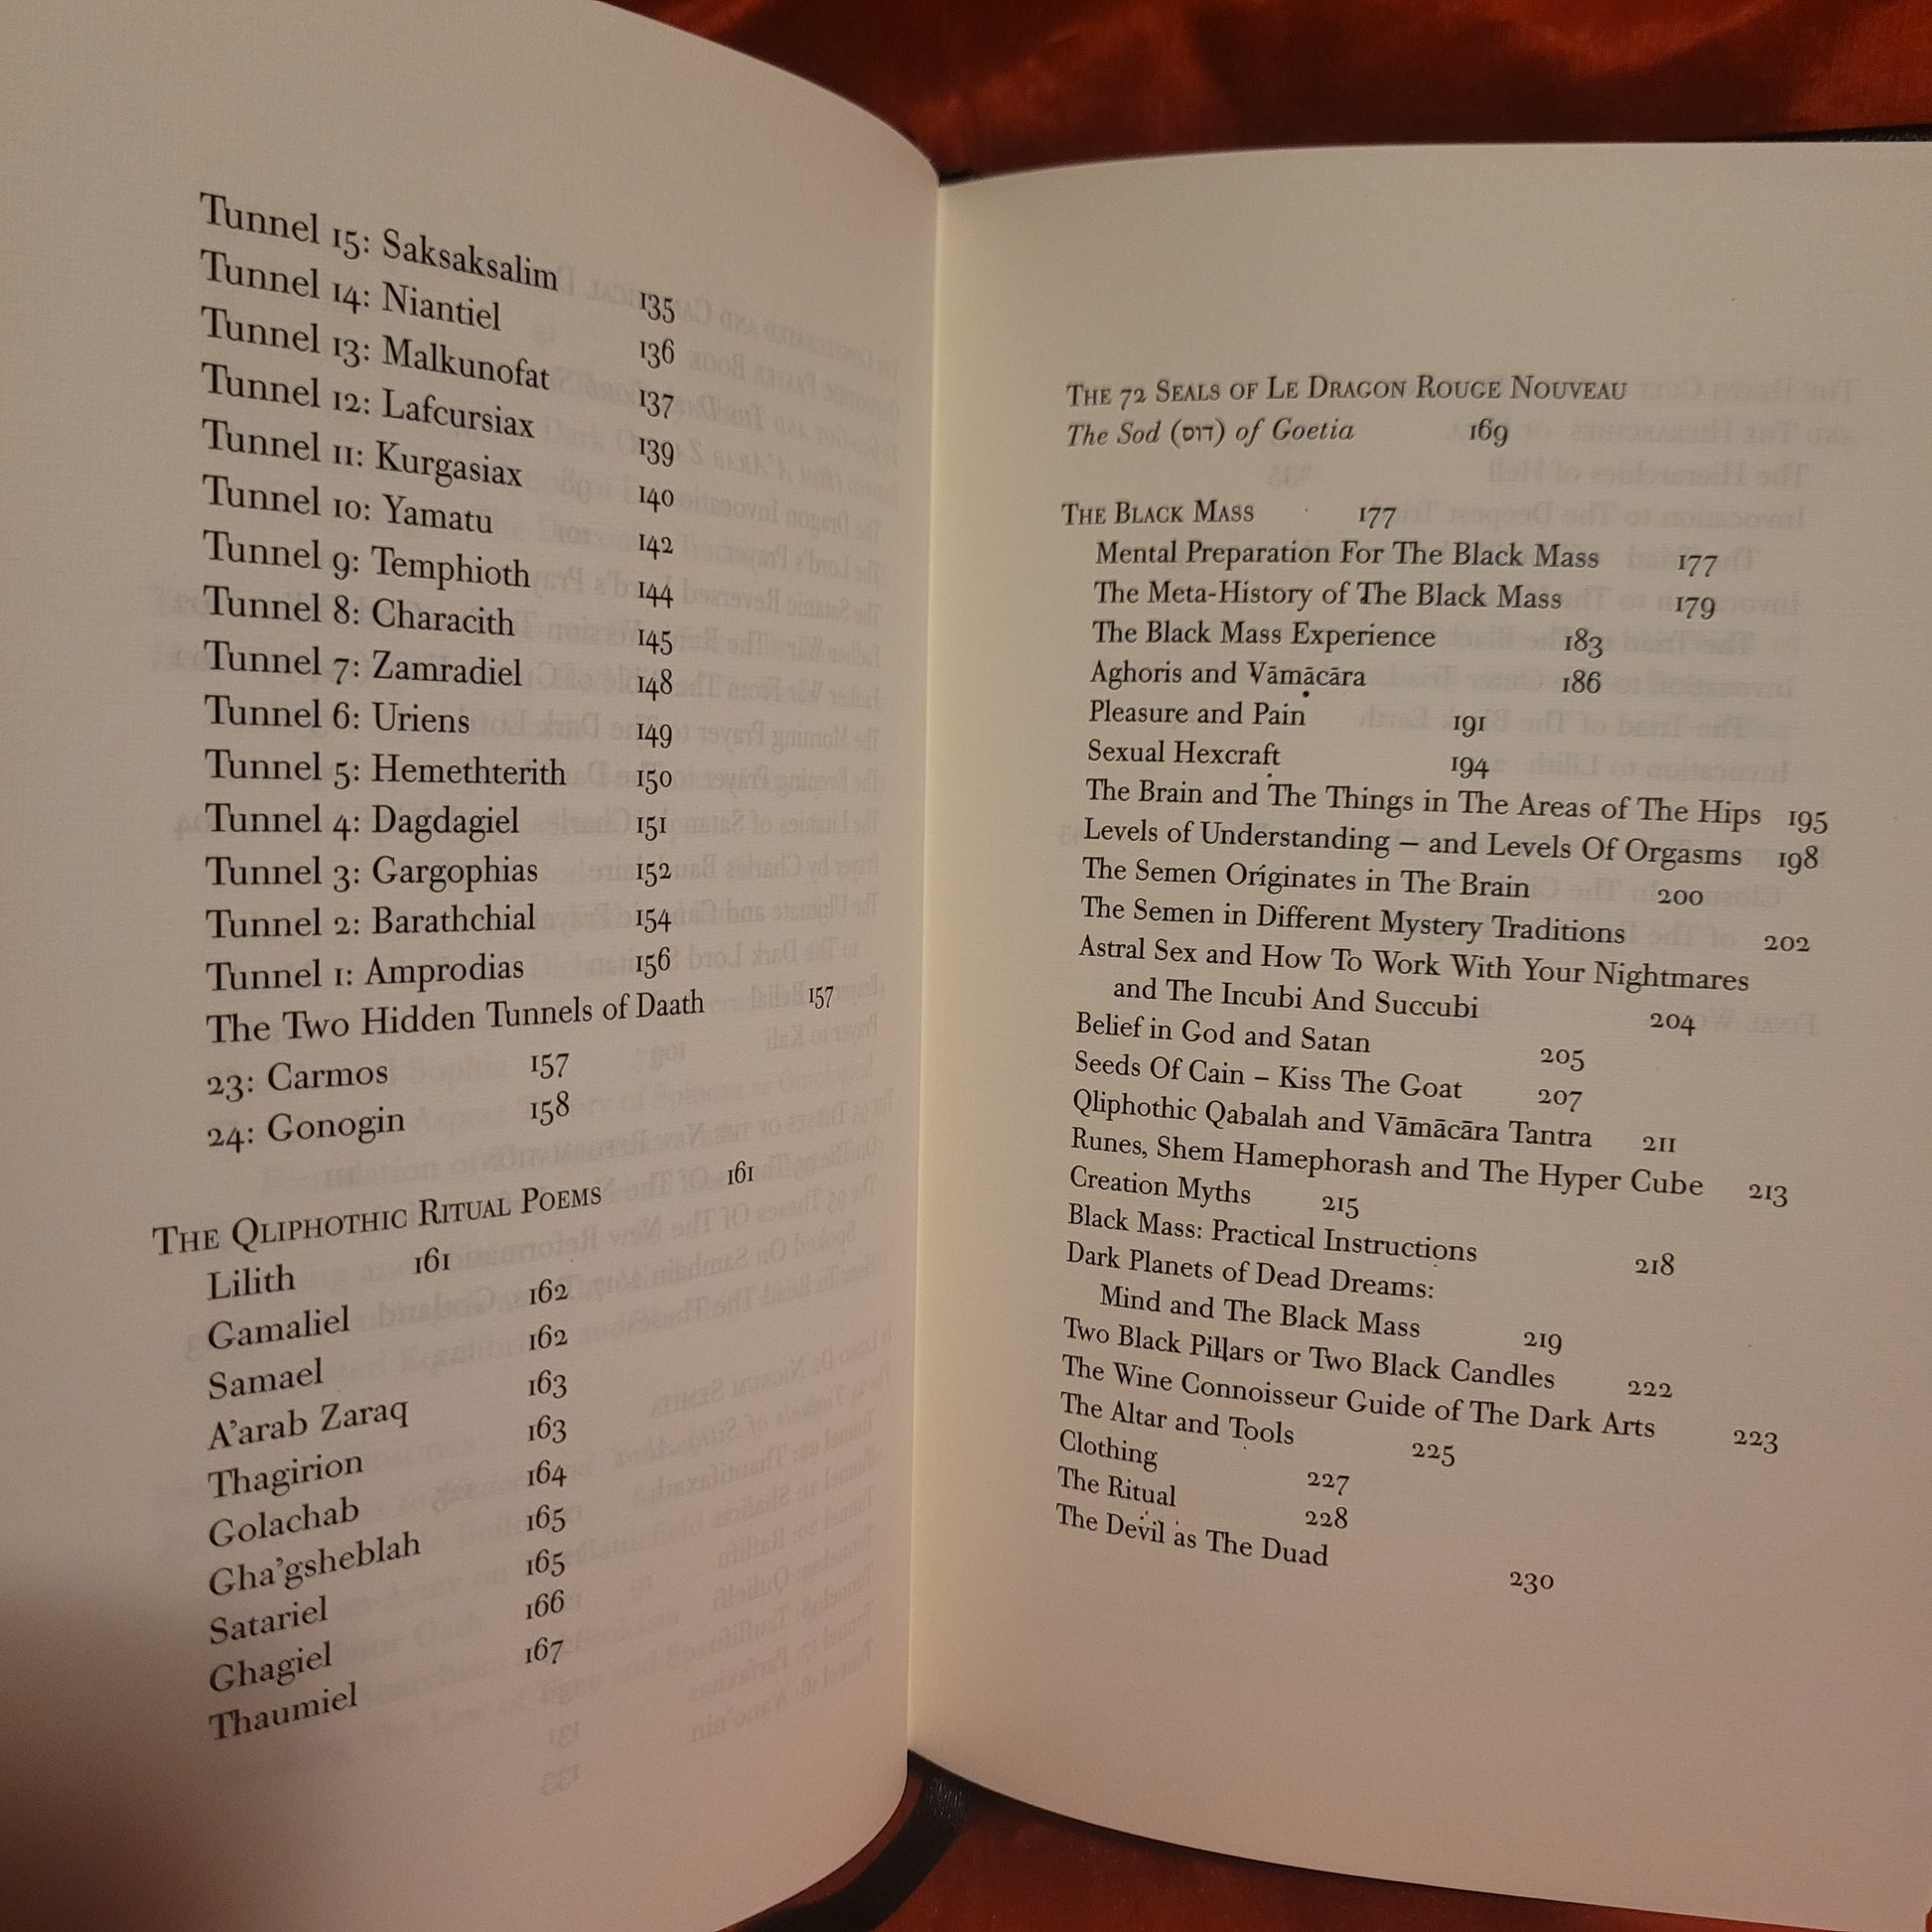 Tunnel 15: Saksaksalim 135
Tunnel 14: Niantiel 136
Tunnel 13: Malkunofat 137
Tunnel 12: Lafcursiax 139
Tunnel 11: Kurgasiax 140
Tunnel 10: Yamatu 142
Tunnel 9: Temphioth 144
Tunnel 8: Characith 145
Tunnel 7: Zamradiel 148
Tunnel 6: Uriens 149
Tunnel 5: Hemethterith 150
Tunnel 4: Dagdagiel 151
Tunnel 3: Gargophias 152
Tunnel 2: Barathchial 154
Tunnel 1: Amprodias 156
The Two Hidden Tunnels of Daath 157
23: Carmos 157
24: Gonogin 158
The Qliphothic Ritual Poems 161
Lilith 161
Gamaliel 162
Samael 162
A’arab Zaraq 163
Thagirion 163
Golachab 164
Gha’gsheblah 165
Satariel 165
Ghagiel 166
Thaumiel 167
The 72 Seals of Le Dragon Rouge Nouveau
The Sod (סוד) of Goetia 169
The Black Mass 177
Mental Preparation For The Black Mass 177
The Meta-History of The Black Mass 179
The Black Mass Experience 183
Aghoris and Vāmācāra 186
Pleasure and Pain 191
Sexual Hexcraft 194
The Brain and The Things in The Areas of The Hips 195
Levels of Understanding – and Levels Of Orgasms 198
The Semen Originates in The Brain 200
The Semen in Different Mystery Traditions 202
Astral Sex and How To Work With Your Nightmares
and The Incubi And Succubi 204
Belief in God and Satan 205
Seeds Of Cain – Kiss The Goat 207
Qliphothic Qabalah and Vāmācāra Tantra 211
Runes, Shem Hamephorash and The Hyper Cube 213
Creation Myths 215
Black Mass: Practical Instructions 218
Dark Planets of Dead Dreams:
Mind and The Black Mass 219
Two Black Pillars or Two Black Candles 222
The Wine Connoisseur Guide of The Dark Arts 223
The Altar and Tools 225
Clothing 227
The Ritual 228
The Devil as The Duad 230